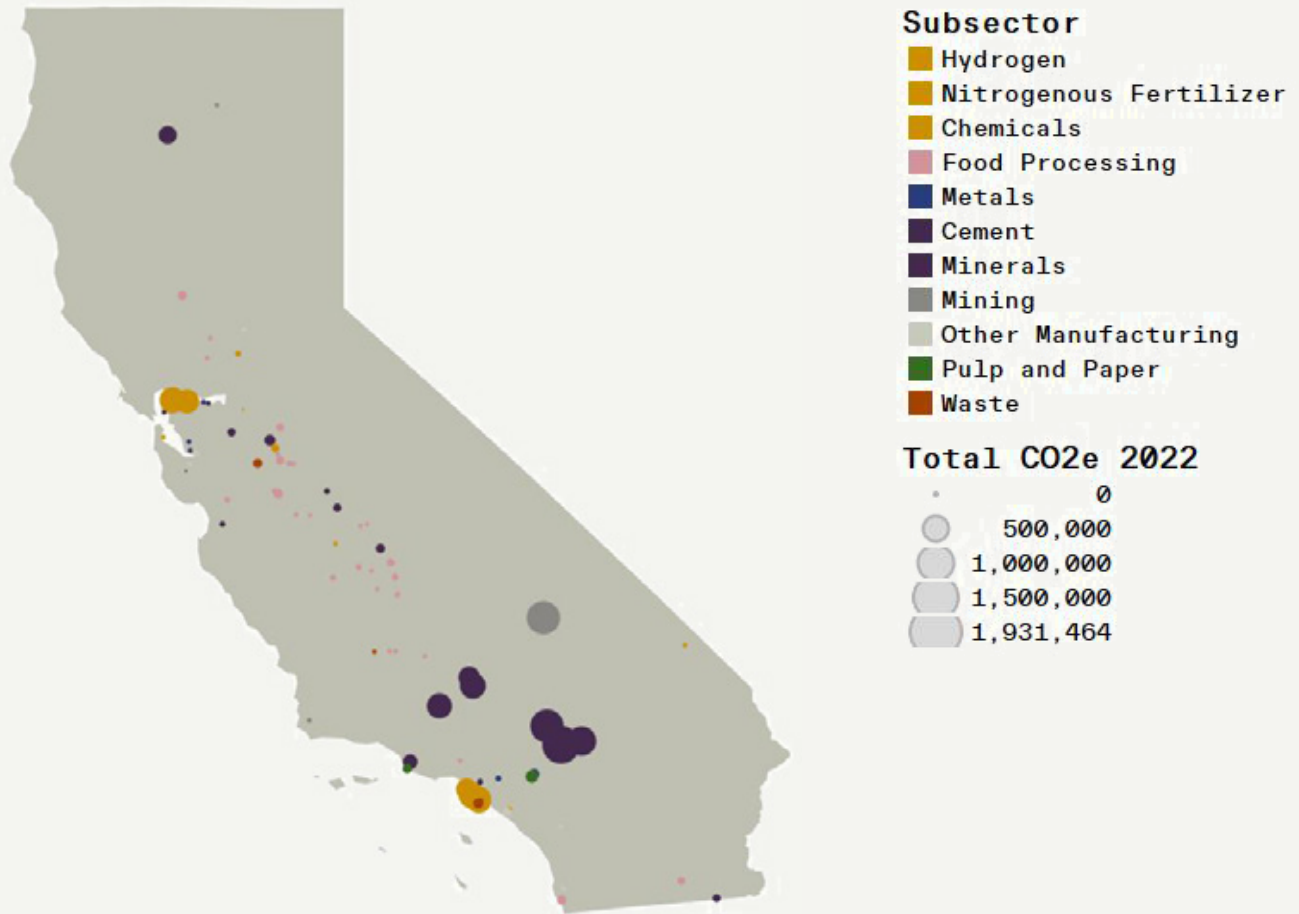 Subsector
Hydrogen
Nitrogenous Fertilizer
Chemicals
Food Processing
Metals
Cement
Minerals
Mining
Other Manufacturing
Pulp and Paper
Waste
Total CO2e 2022
0
500,000
1,000,000
1,500,000
1,931,464